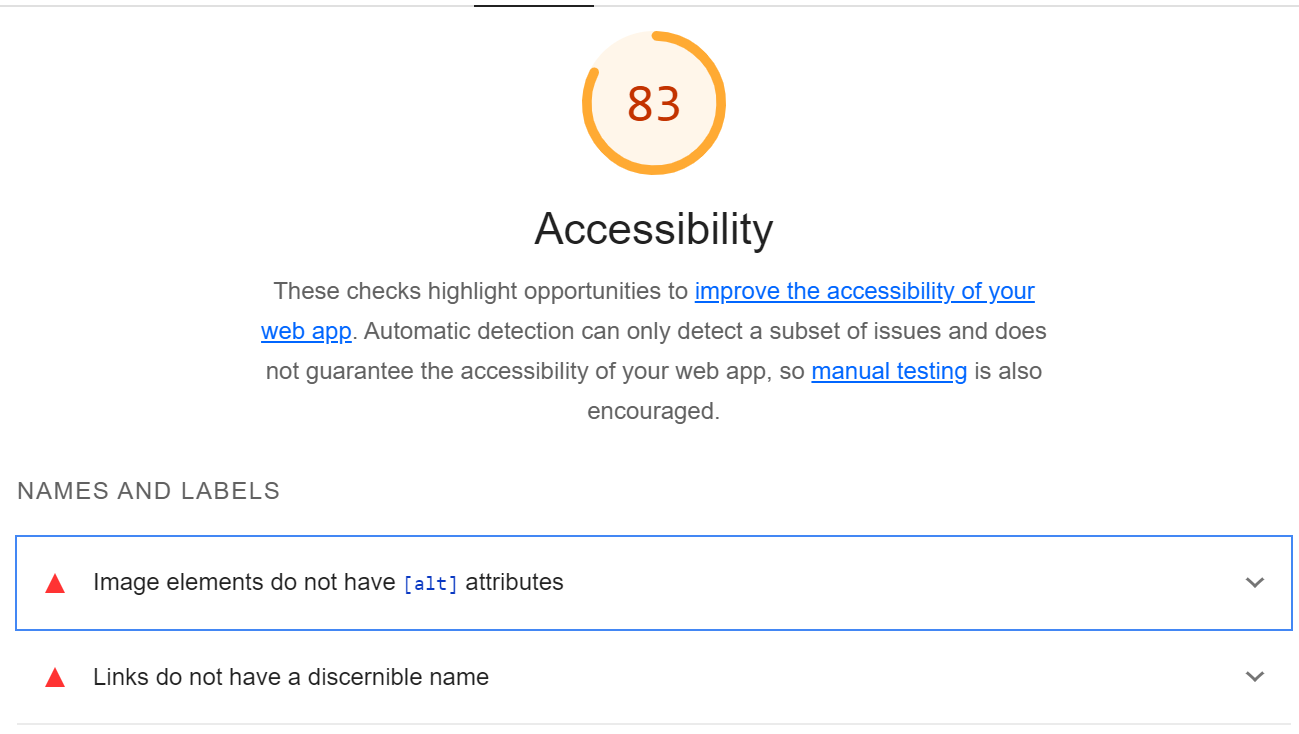 83
Accessibility
These checks highlight opportunities to improve the accessibility of your
web app. Automatic detection can only detect a subset of issues and does
not guarantee the accessibility of your web app, so manual testing is also
encouraged.
NAMES AND LABELS
Image elements do not have [alt] attributes
Links do not have a discernible name